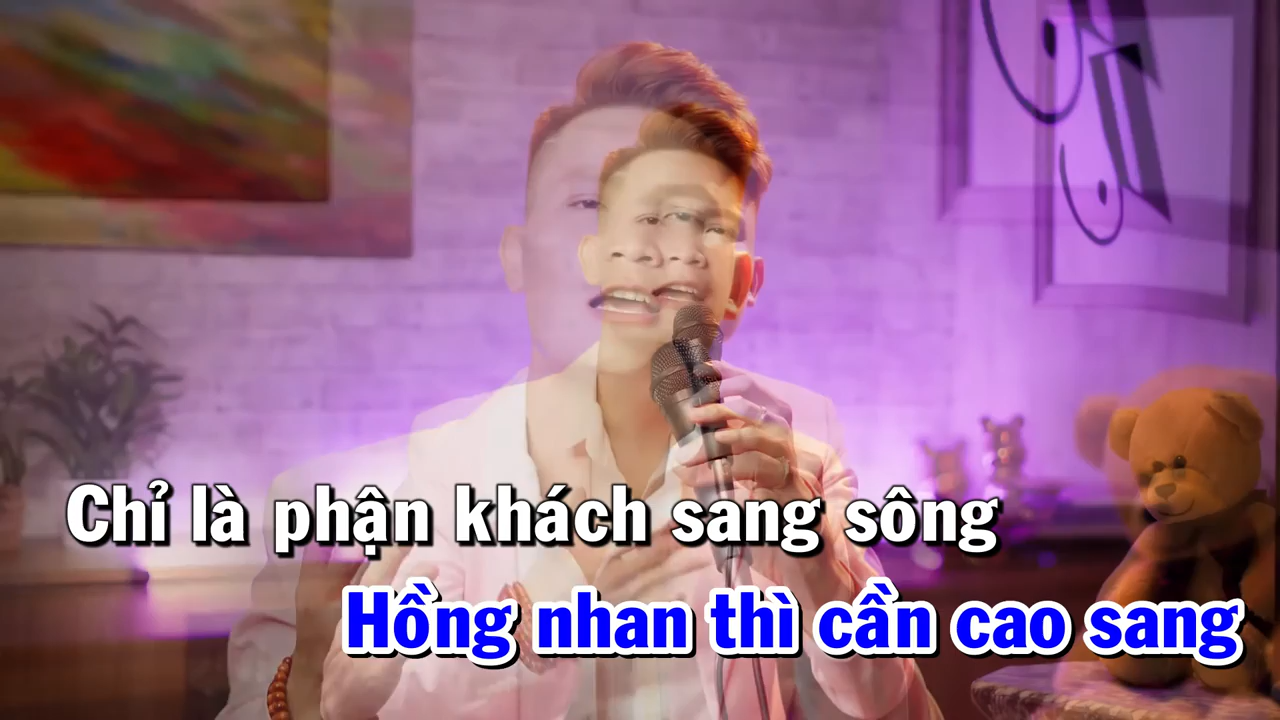 Chỉ là phận khách sang sông
Hồng nhan thì cần cao sang